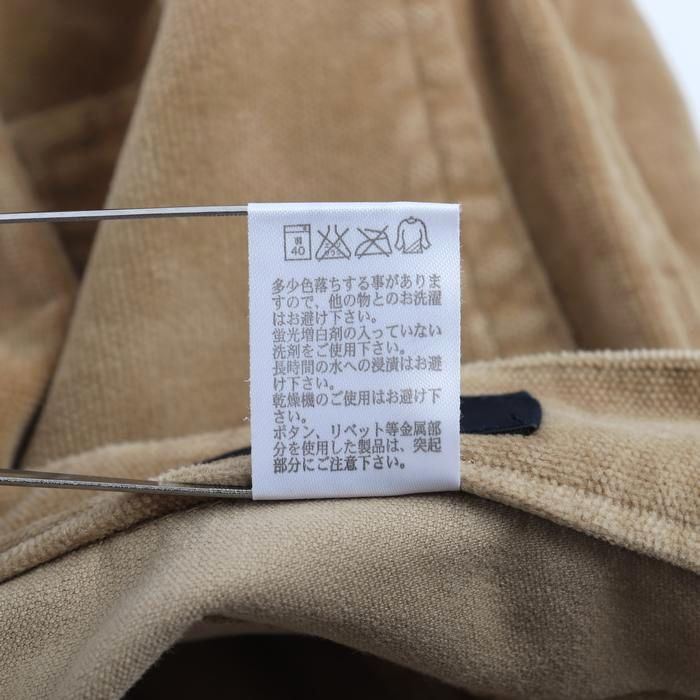 弱
40
多少色落ちする事がありま
すので、他の物とのお洗濯
はお避け下さい。
蛍光増白剤の入っていない
洗剤をご使用下さい。
長時間の水への浸漬はお避
け下さい。
乾燥機のご使用はお避け下
さい。
ボタン、リベット等金属部
分を使用した製品は、突起
部分にご注意下さい。